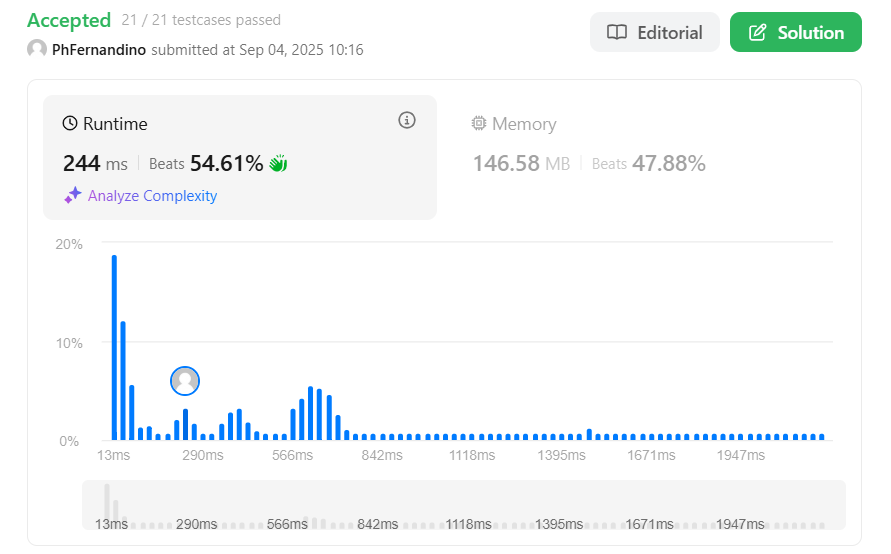 Accepted 21 / 21 testcases passed
Editorial
Solution
PhFernandino submitted at Sep 04, 2025 10:16
Runtime
244 ms Beats 54.61%
Analyze Complexity
Memory
146.58 MB Beats 47.88%
20%
10%
0%
13ms 290ms 566ms 842ms 1118ms 1395ms 1671ms 1947ms
13ms 290ms 566ms 842ms 1118ms 1395ms 1671ms 1947ms